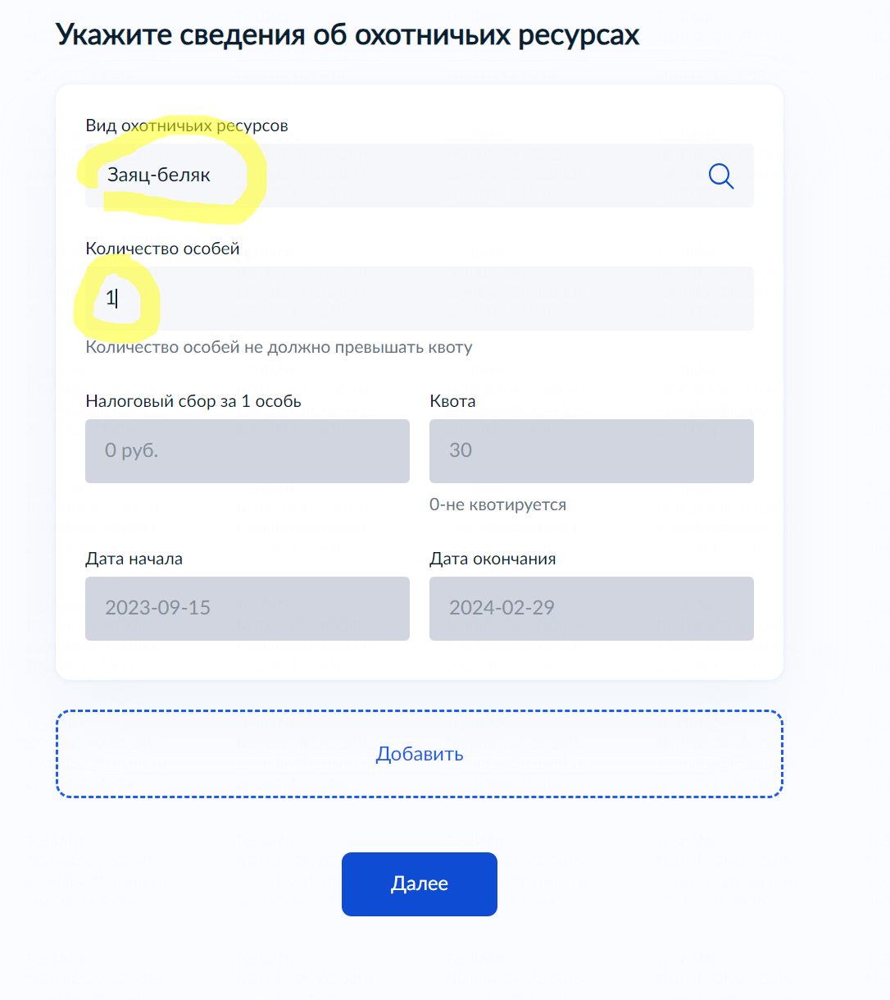 Укажите сведения об охотничьих ресурсах
Вид охотничьих ресурсов
Заяц-беляк
Количество особей
1
Количество особей не должно превышать квоту
Налоговый сбор за 1 особь
Квота
0 руб.
30
0-не квотируется
Дата начала
Дата окончания
2023-09-15
2024-02-29
Добавить
Далее